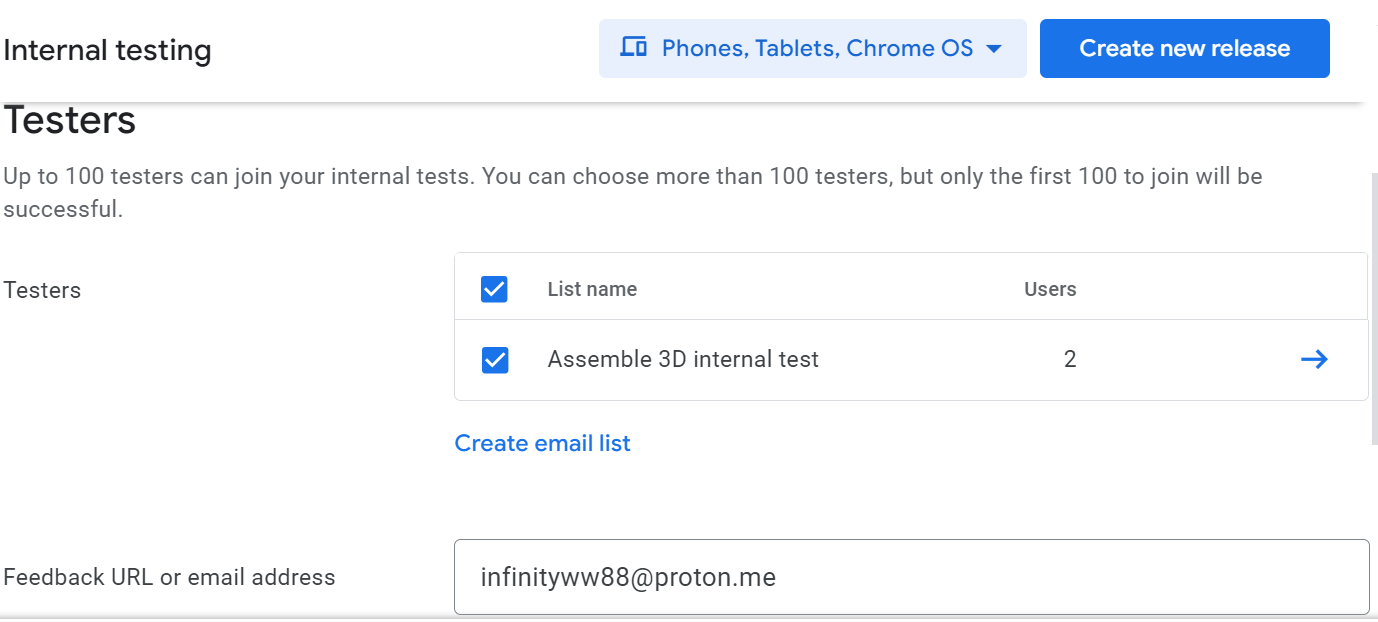 Internal testing
Phones, Tablets, Chrome OS
Create new release
Testers
Up to 100 testers can join your internal tests. You can choose more than 100 testers, but only the first 100 to join will be
successful.
Testers
List name
Users
Assemble 3D internal test
2
Create email list
Feedback URL or email address
infinityww88@proton.me